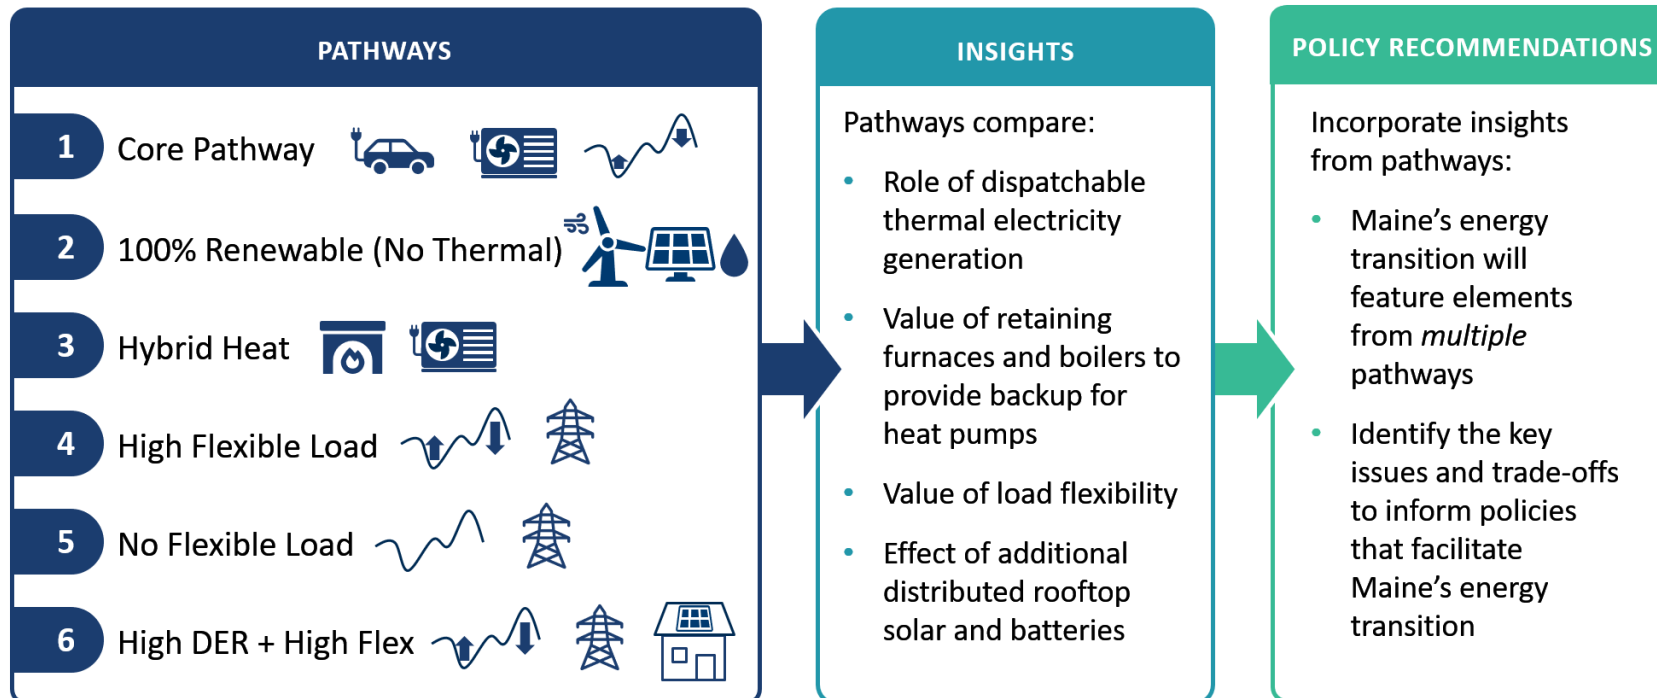 PATHWAYS
1 Core Pathway
2 100% Renewable (No Thermal)
3 Hybrid Heat
4 High Flexible Load
5 No Flexible Load
6 High DER + High Flex
INSIGHTS
Pathways compare:
• Role of dispatchable
thermal electricity
generation
• Value of retaining
furnaces and boilers to
provide backup for
heat pumps
• Value of load flexibility
• Effect of additional
distributed rooftop
solar and batteries
POLICY RECOMMENDATIONS
Incorporate insights
from pathways:
• Maine’s energy
transition will
feature elements
from multiple
pathways
• Identify the key
issues and trade-offs
to inform policies
that facilitate
Maine’s energy
transition